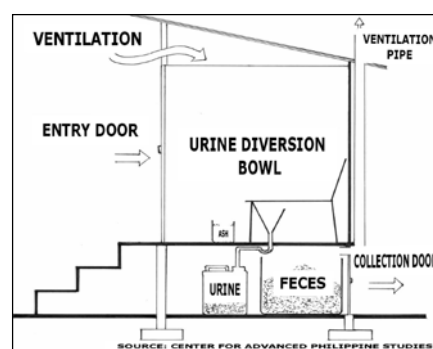 VENTILATION
VENTILATION
PIPE
ENTRY DOOR
URINE DIVERSION
BOWL
ASH
COLLECTION DOOR
URINE
FECES
SOURCE: CENTER FOR ADVANCED PHILIPPINE STUDIES